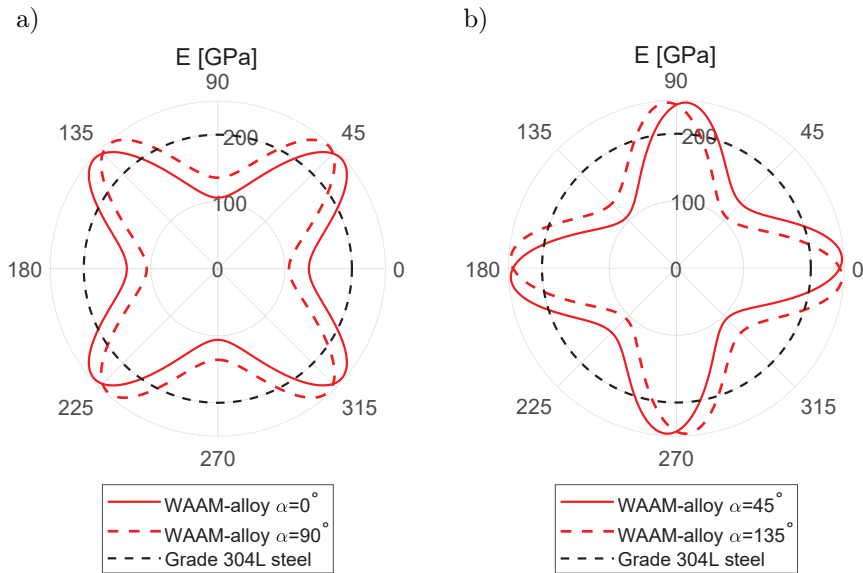 a)
E [GPa]
90
135
45
200
100
180
0
0
225
315
270
WAAM-alloy α=0°
WAAM-alloy α=90°
Grade 304L steel
b)
E [GPa]
90
135
45
200
100
180
0
0
225
315
270
WAAM-alloy α=45°
WAAM-alloy α=135°
Grade 304L steel